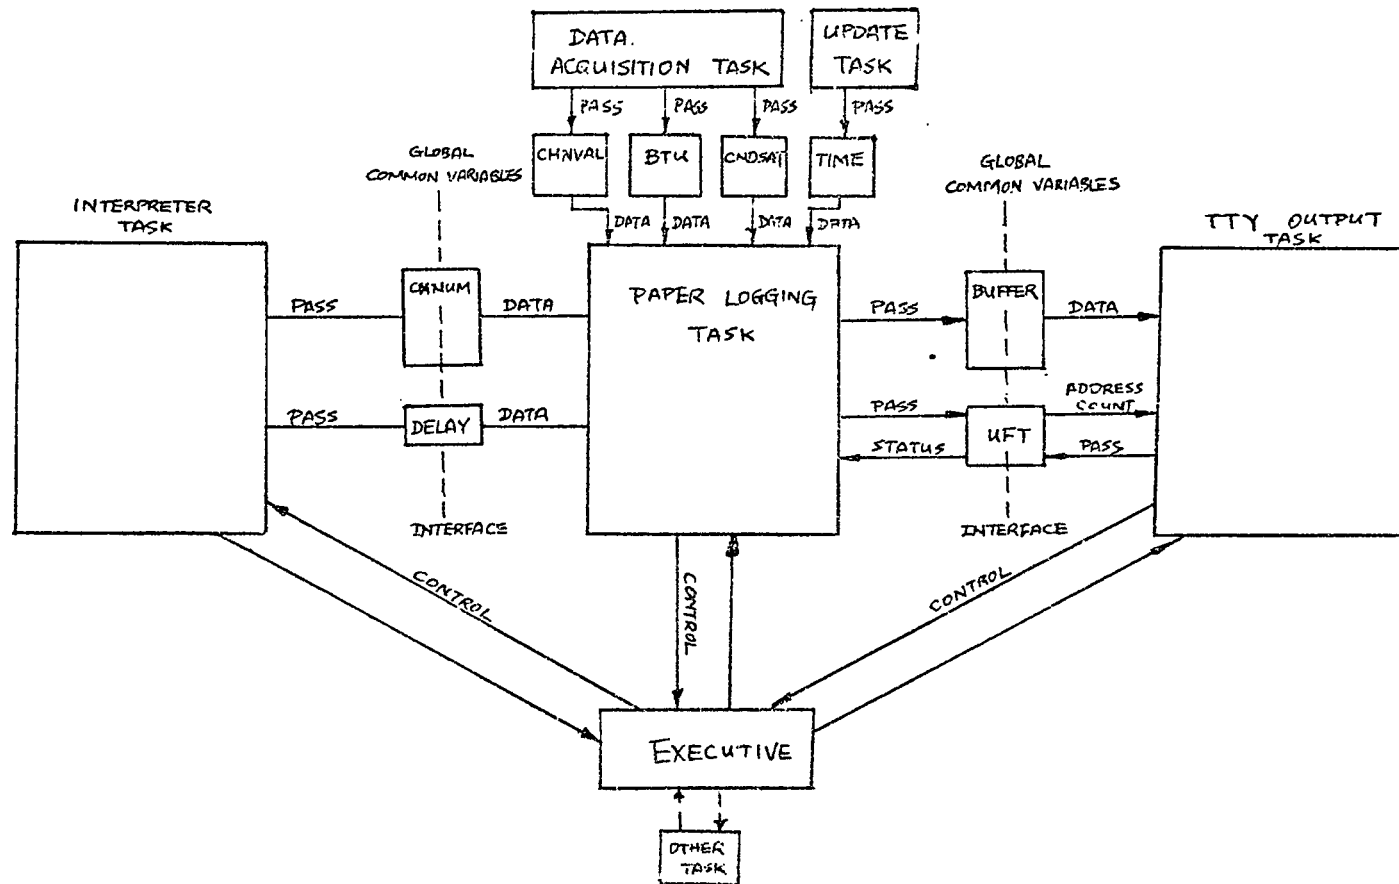 DATA.
ACQUISITION TASK
UPDATE
TASK
PASS
PASS
PASS
PASS
GLOBAL
COMMON VARIABLES
CHNVAL
BTU
CNDSAT
TIME
GLOBAL
COMMON VARIABLES
INTERPRETER
TASK
DATA
DATA
DATA
DATA
TTY OUTPUT
TASK
PASS
CHNUM
DATA
PAPER LOGGING
TASK
PASS
BUFFER
DATA
PASS
DELAY
DATA
PASS
UFT
ADDRESS
COUNT
STATUS
PASS
INTERFACE
INTERFACE
CONTROL
CONTROL
CONTROL
EXECUTIVE
OTHER
TASK